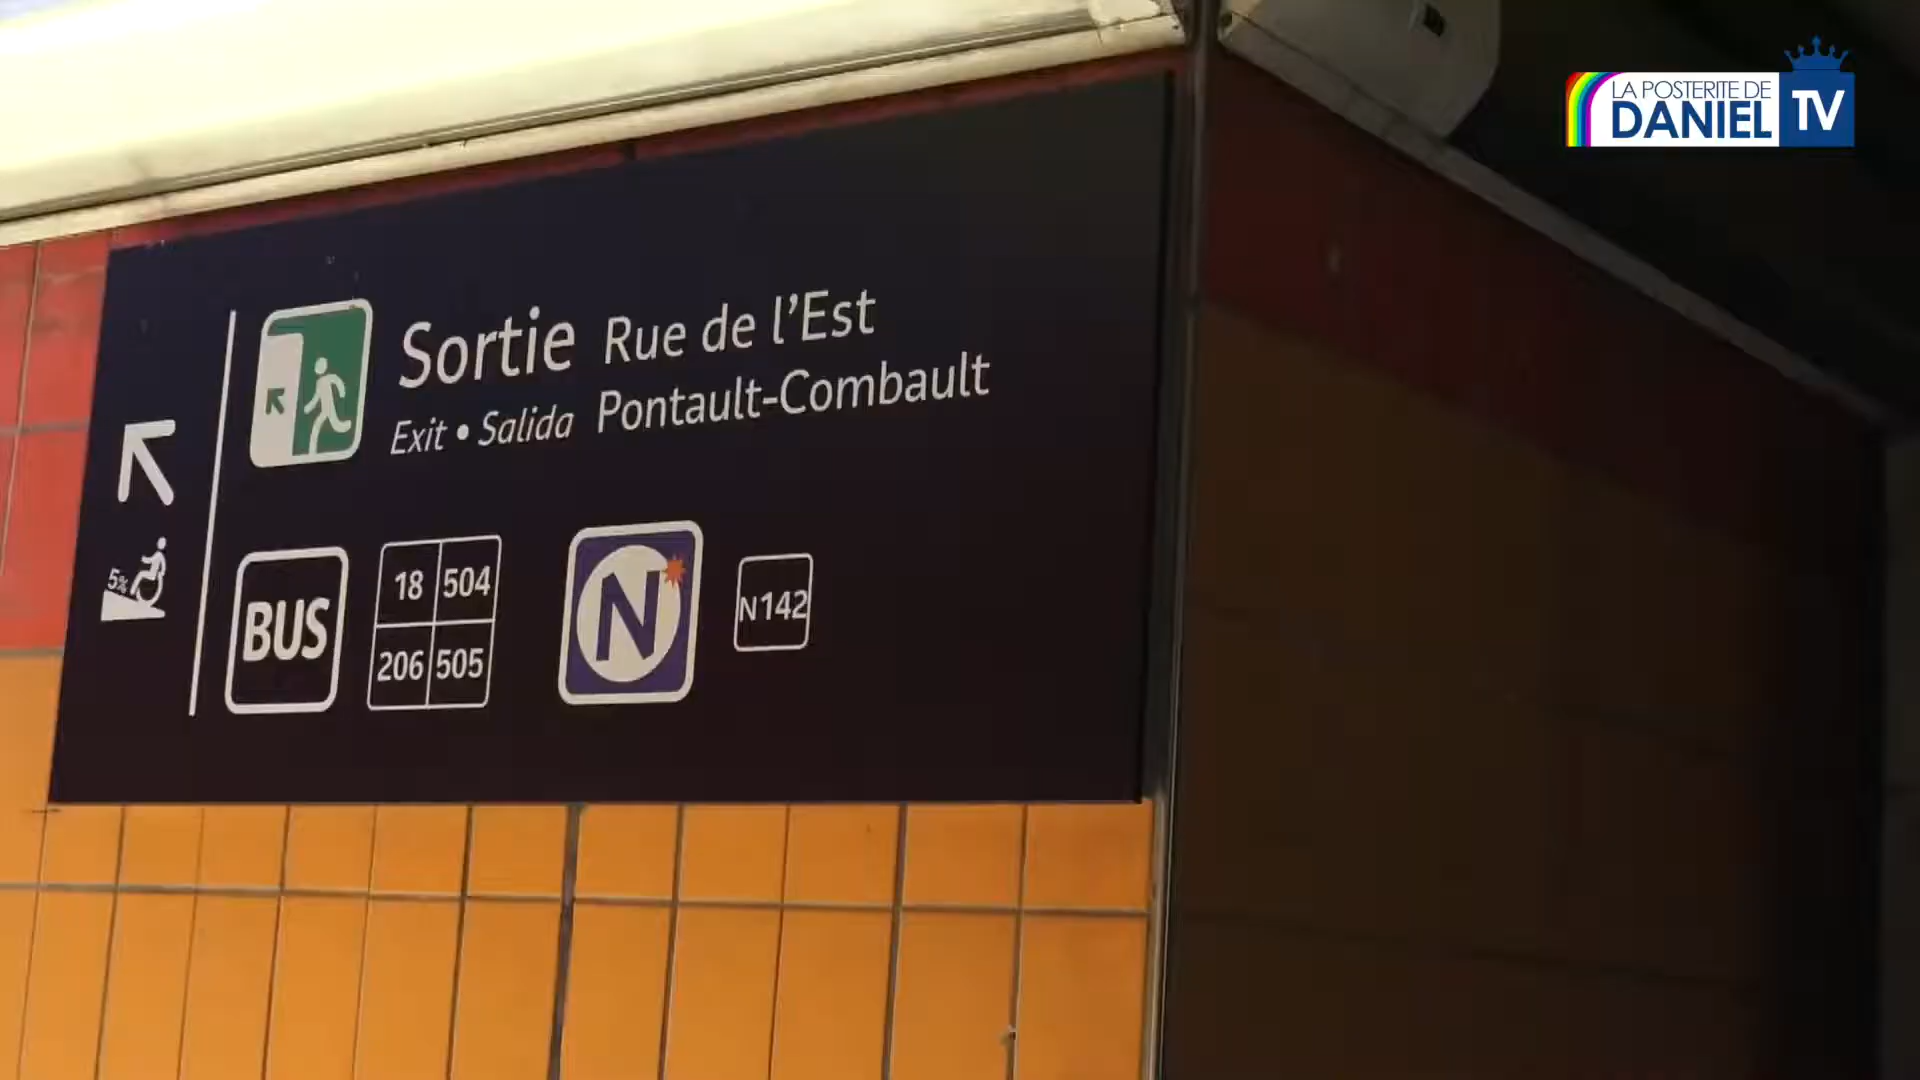 Sortie Rue de l'Est
Exit • Salida Pontault-Combault
5%
BUS
18 504
206 505
N
N142
LA POSTERITE DE
DANIEL TV